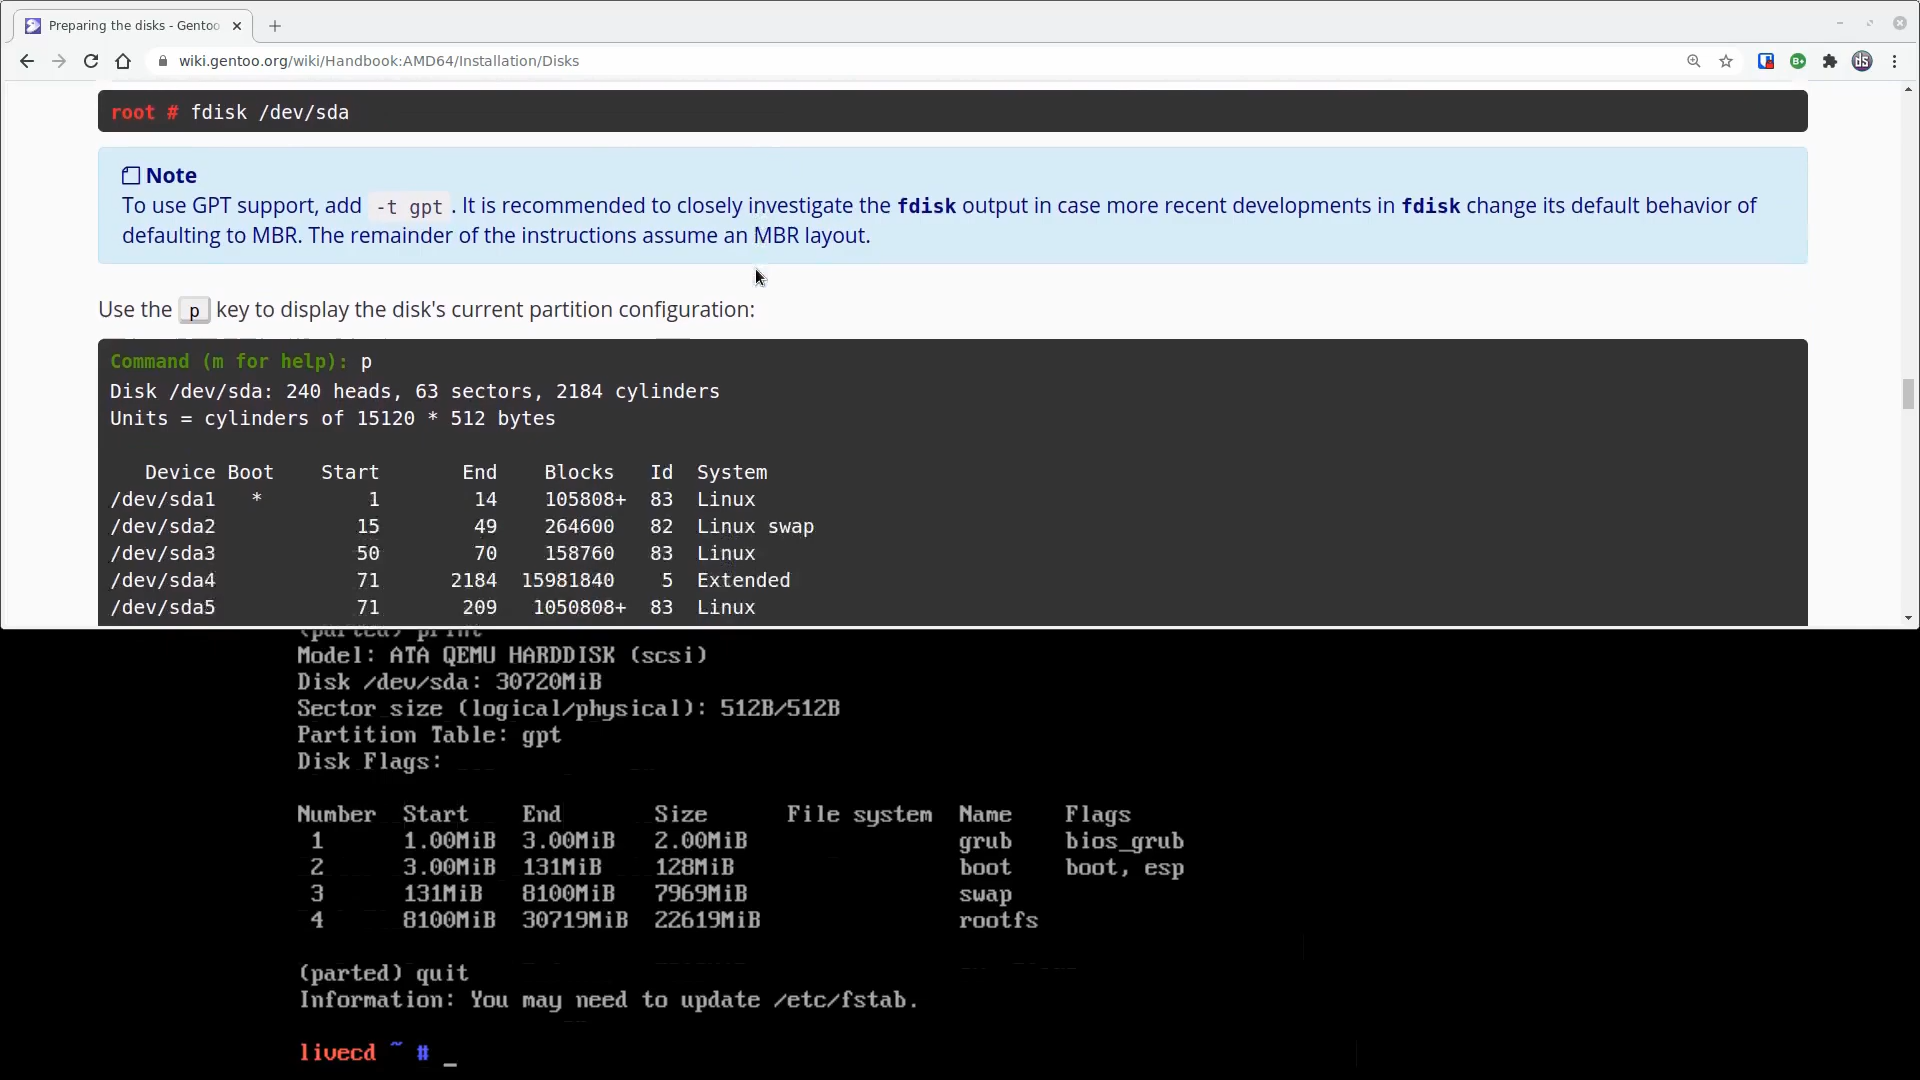 Preparing the disks - Gentoo
wiki.gentoo.org/wiki/Handbook:AMD64/Installation/Disks
root # fdisk /dev/sda
Note
To use GPT support, add -t gpt . It is recommended to closely investigate the fdisk output in case more recent developments in fdisk change its default behavior of
defaulting to MBR. The remainder of the instructions assume an MBR layout.
Use the p key to display the disk's current partition configuration:
Command (m for help): p
Disk /dev/sda: 240 heads, 63 sectors, 2184 cylinders
Units = cylinders of 15120 * 512 bytes
Device Boot Start End Blocks Id System
/dev/sda1 * 1 14 105808+ 83 Linux
/dev/sda2 15 49 264600 82 Linux swap
/dev/sda3 50 70 158760 83 Linux
/dev/sda4 71 2184 15981840 5 Extended
/dev/sda5 71 209 1050808+ 83 Linux
(parted) print
Model: ATA QEMU HARDDISK (scsi)
Disk /dev/sda: 30720MiB
Sector size (logical/physical): 512B/512B
Partition Table: gpt
Disk Flags:
Number Start End Size File system Name Flags
1 1.00MiB 3.00MiB 2.00MiB grub bios_grub
2 3.00MiB 131MiB 128MiB boot boot, esp
3 131MiB 8100MiB 7969MiB swap
4 8100MiB 30719MiB 22619MiB rootfs
(parted) quit
Information: You may need to update /etc/fstab.
livecd ~ # _